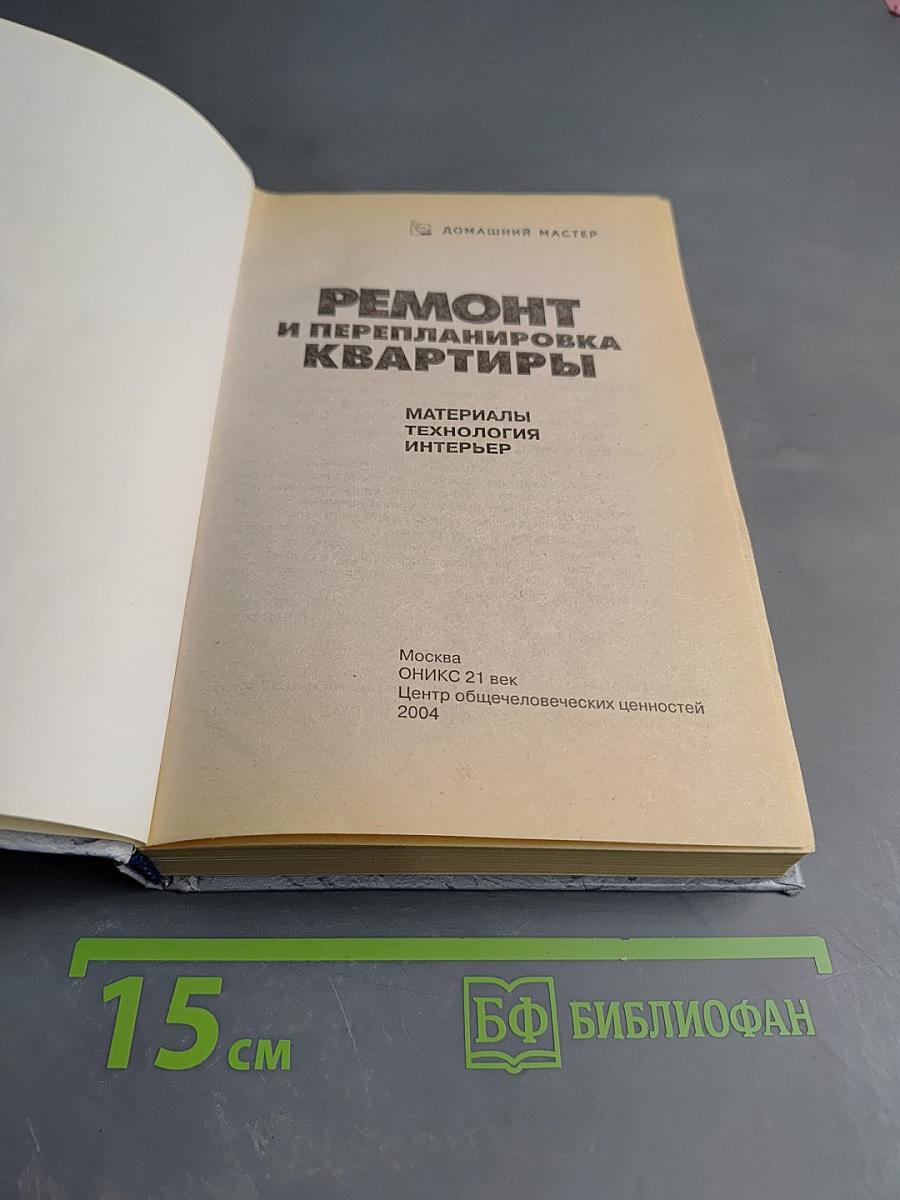 ДОМАШНИЙ МАСТЕР
РЕМОНТ
И ПЕРЕПЛАНИРОВКА
КВАРТИРЫ
МАТЕРИАЛЫ
ТЕХНОЛОГИЯ
ИНТЕРЬЕР
Москва
ОНИКС 21 век
Центр общечеловеческих ценностей
2004
15 см
БФ БИБЛИОФАН